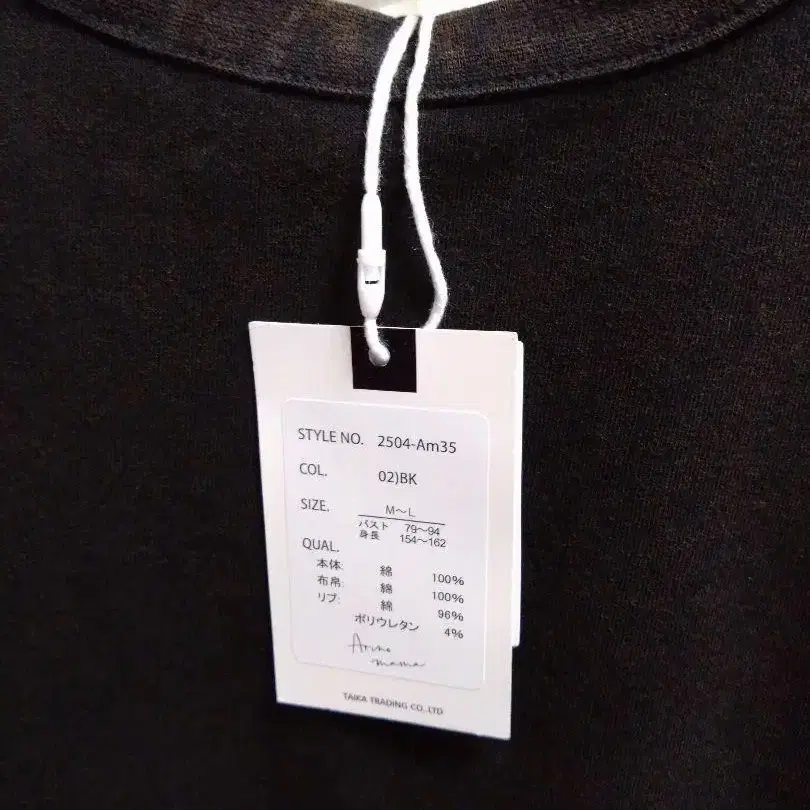 STYLE NO. 2504-Am35
COL. 02)BK
SIZE. M～L
バスト 79～94
身長 154～162
QUAL.
本体: 綿 100%
布帛: 綿 100%
リブ: 綿 96%
ポリウレタン 4%
Arino
mama
TAIKA TRADING CO. LTD